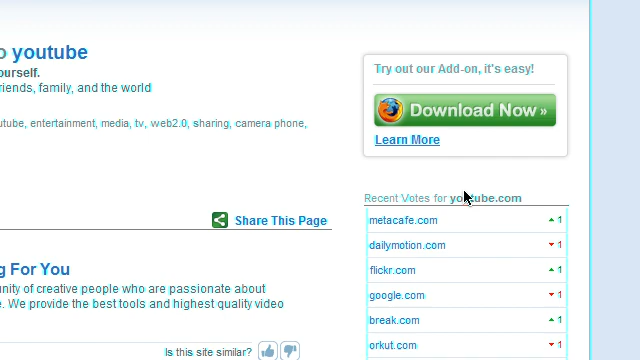 o youtube
ourself.
riends, family, and the world
utube, entertainment, media, tv, web2.0, sharing, camera phone,
Share This Page
g For You
unity of creative people who are passionate about
e. We provide the best tools and highest quality video
Is this site similar?
Try out our Add-on, it's easy!
Download Now »
Learn More
Recent Votes for youtube.com
metacafe.com 1
dailymotion.com 1
flickr.com 1
google.com 1
break.com 1
orkut.com 1